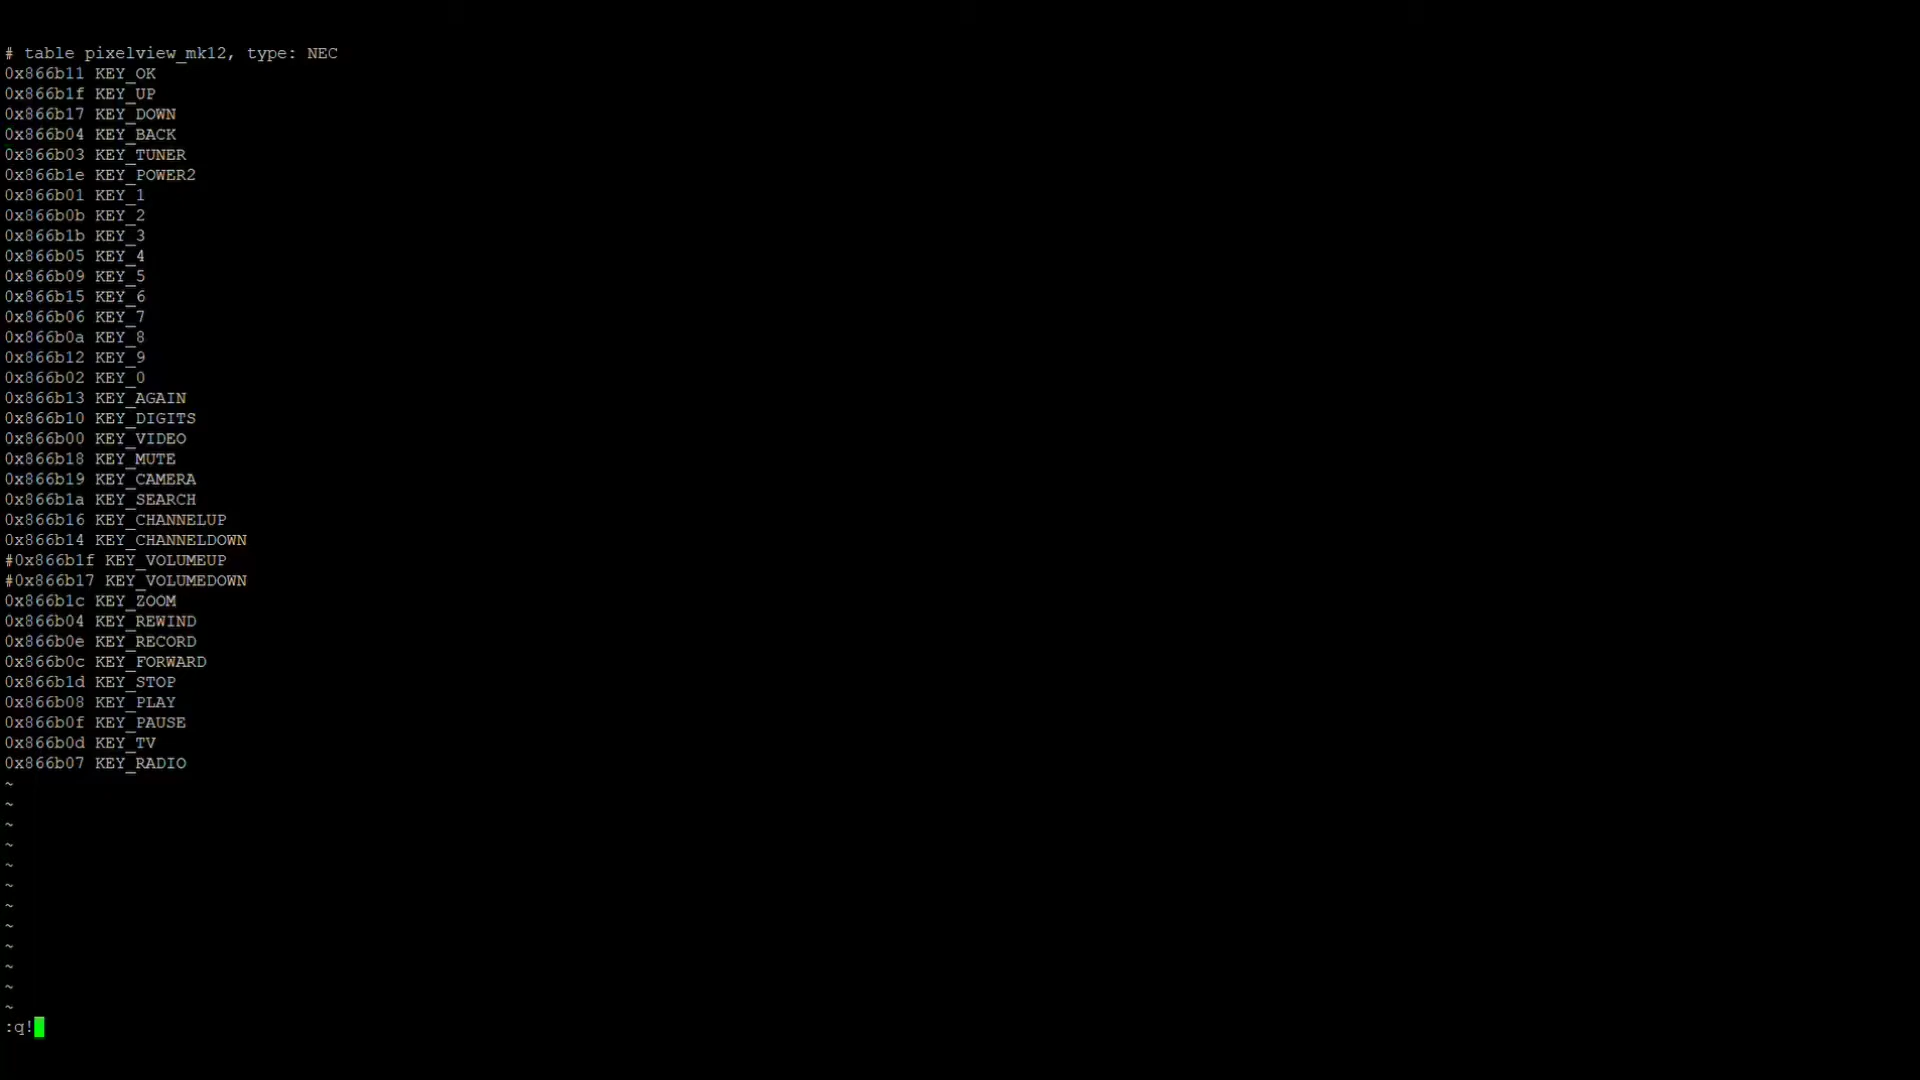 # table pixelview_mk12, type: NEC
0x866b11 KEY_OK
0x866b1f KEY_UP
0x866b17 KEY_DOWN
0x866b04 KEY_BACK
0x866b03 KEY_TUNER
0x866b1e KEY_POWER2
0x866b01 KEY_1
0x866b0b KEY_2
0x866b1b KEY_3
0x866b05 KEY_4
0x866b09 KEY_5
0x866b15 KEY_6
0x866b06 KEY_7
0x866b0a KEY_8
0x866b12 KEY_9
0x866b02 KEY_0
0x866b13 KEY_AGAIN
0x866b10 KEY_DIGITS
0x866b00 KEY_VIDEO
0x866b18 KEY_MUTE
0x866b19 KEY_CAMERA
0x866b1a KEY_SEARCH
0x866b16 KEY_CHANNELUP
0x866b14 KEY_CHANNELDOWN
#0x866b1f KEY_VOLUMEUP
#0x866b17 KEY_VOLUMEDOWN
0x866b1c KEY_ZOOM
0x866b04 KEY_REWIND
0x866b0e KEY_RECORD
0x866b0c KEY_FORWARD
0x866b1d KEY_STOP
0x866b08 KEY_PLAY
0x866b0f KEY_PAUSE
0x866b0d KEY_TV
0x866b07 KEY_RADIO
~
~
~
~
~
~
~
~
~
~
~
~
:q!